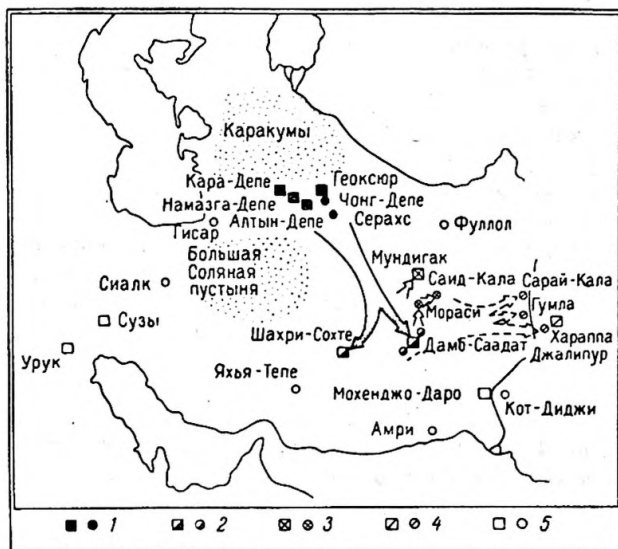 Каракумы
Кара-Депе
Геоксюр
Намазга-Депе
Чонг-Депе
Алтын-Депе
Серахс
Гисар
Фуллол
Большая
Соляная
пустыня
Мундигак
Саид-Кала
Сарай-Кала
Сиалк
Мораси
Гумла
Сузы
Хараппа
Шахри-Сохте
Дамб-Саадат
Джалипур
Урук
Яхья-Тепе
Мохенджо-Даро
Кот-Диджи
Амри
1 2 3 4 5